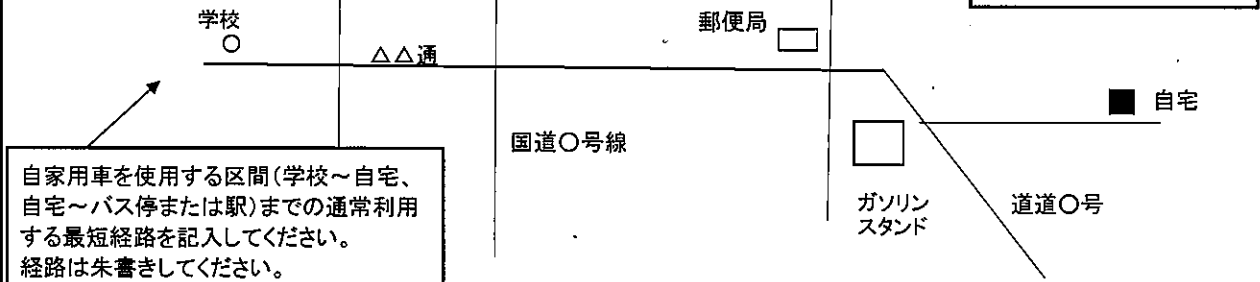 学校
○
郵便局
△△通
自宅
国道○号線
自家用車を使用する区間(学校～自宅、
自宅～バス停または駅)までの通常利用
する最短経路を記入してください。
経路は朱書きしてください。
ガソリン
スタンド
道道○号